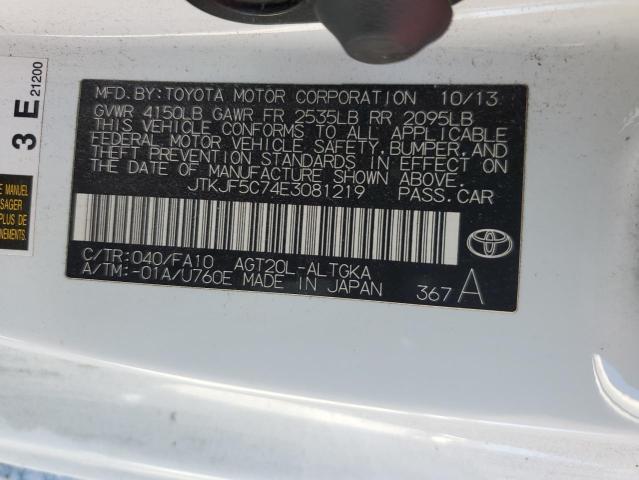 MFD. BY: TOYOTA MOTOR CORPORATION 10/13
GVWR 4150LB GAWR FR 2535LB RR 2095LB
THIS VEHICLE CONFORMS TO ALL APPLICABLE
FEDERAL MOTOR VEHICLE SAFETY, BUMPER, AND
THEFT PREVENTION STANDARDS IN EFFECT ON
THE DATE OF MANUFACTURE SHOWN ABOVE.
JTKJF5C74E3081219 PASS.CAR
C/TR:040/FA10 AGT20L-ALTGKA
A/TM:-01A/U760E MADE IN JAPAN
367 A
TOYOTA
3 E 21200
NT
SAGER
DE
NEMENTS.